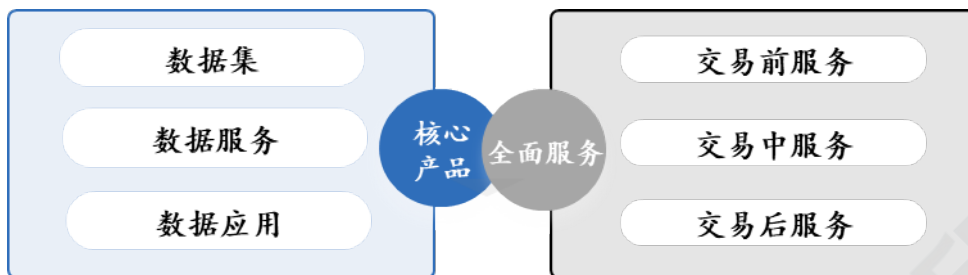 数据集
数据服务
数据应用
核心
产品
全面服务
交易前服务
交易中服务
交易后服务